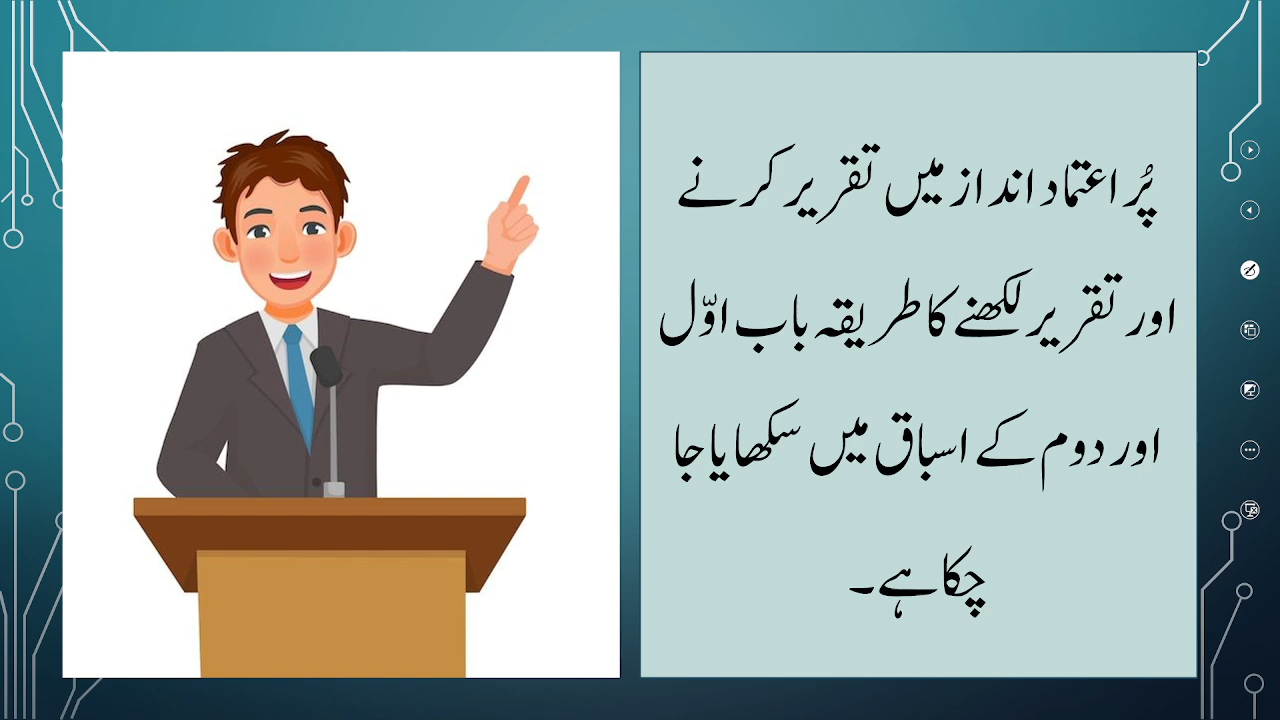 پُر اعتماد انداز میں تقریر کرنے
اور تقریر لکھنے کا طریقہ باب اوّل
اور دوم کے اسباق میں سکھایا جا
چکا ہے۔